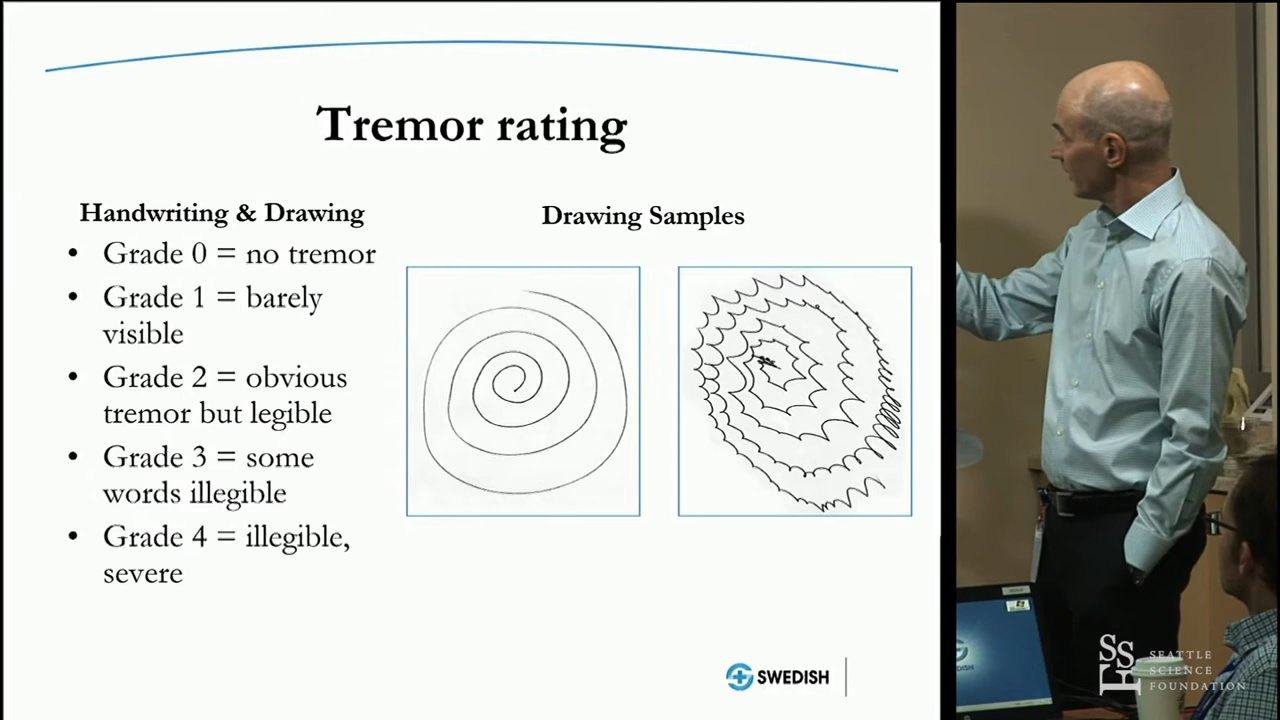 Tremor rating
Handwriting & Drawing
• Grade 0 = no tremor
• Grade 1 = barely
visible
• Grade 2 = obvious
tremor but legible
• Grade 3 = some
words illegible
• Grade 4 = illegible,
severe
Drawing Samples
SWEDISH
SSF
SEATTLE
SCIENCE
FOUNDATION